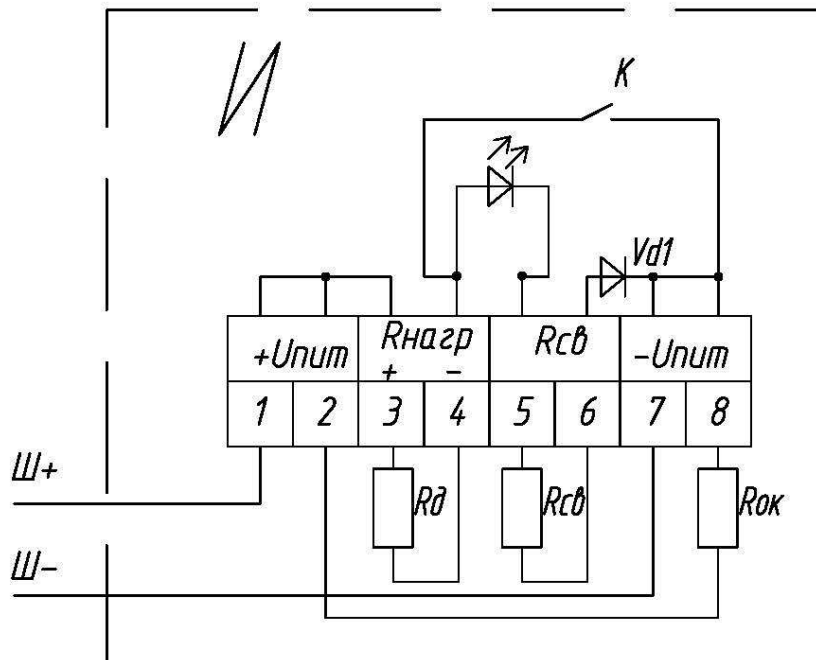 И
K
Vd1
+Uпит Rнагр Rсв -Uпит
+ -
1 2 3 4 5 6 7 8
Ш+
Rд Rсв Rок
Ш-